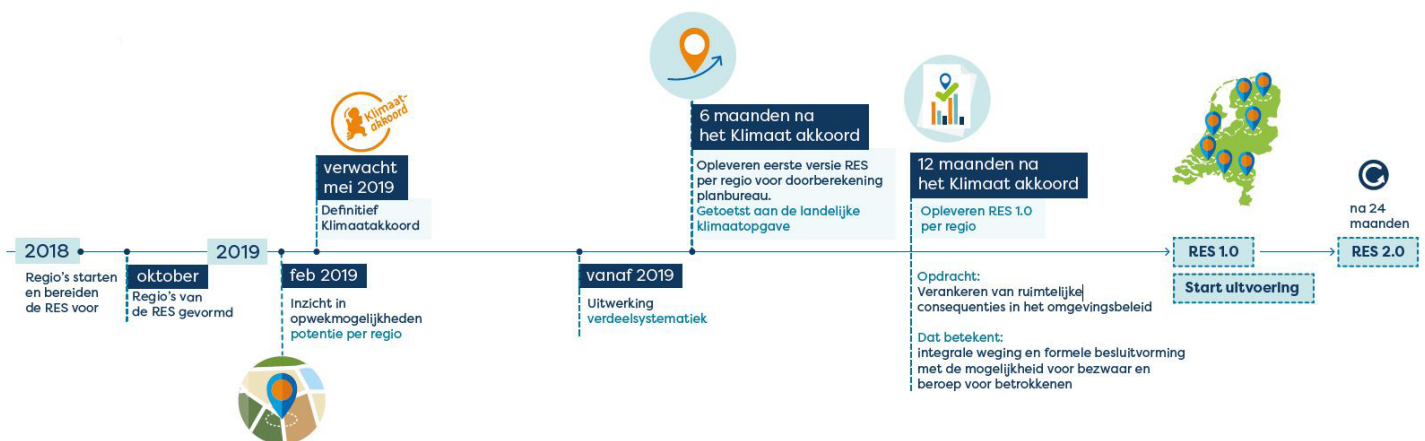 2018
Regio's starten
en bereiden
de RES voor
oktober
Regio's van
de RES gevormd
2019
feb 2019
Inzicht in
opwekmogelijkheden
potentie per regio
Klimaat-
akkoord
verwacht
mei 2019
Definitief
Klimaatakkoord
vanaf 2019
Uitwerking
verdeelsystematiek
6 maanden na
het Klimaat akkoord
Opleveren eerste versie RES
per regio voor doorberekening
planbureau.
Getoetst aan de landelijke
klimaatopgave
12 maanden na
het Klimaat akkoord
Opleveren RES 1.0
per regio
Opdracht:
Verankeren van ruimtelijke
consequenties in het omgevingsbeleid
Dat betekent:
integrale weging en formele besluitvorming
met de mogelijkheid voor bezwaar en
beroep voor betrokkenen
RES 1.0
Start uitvoering
na 24
maanden
RES 2.0